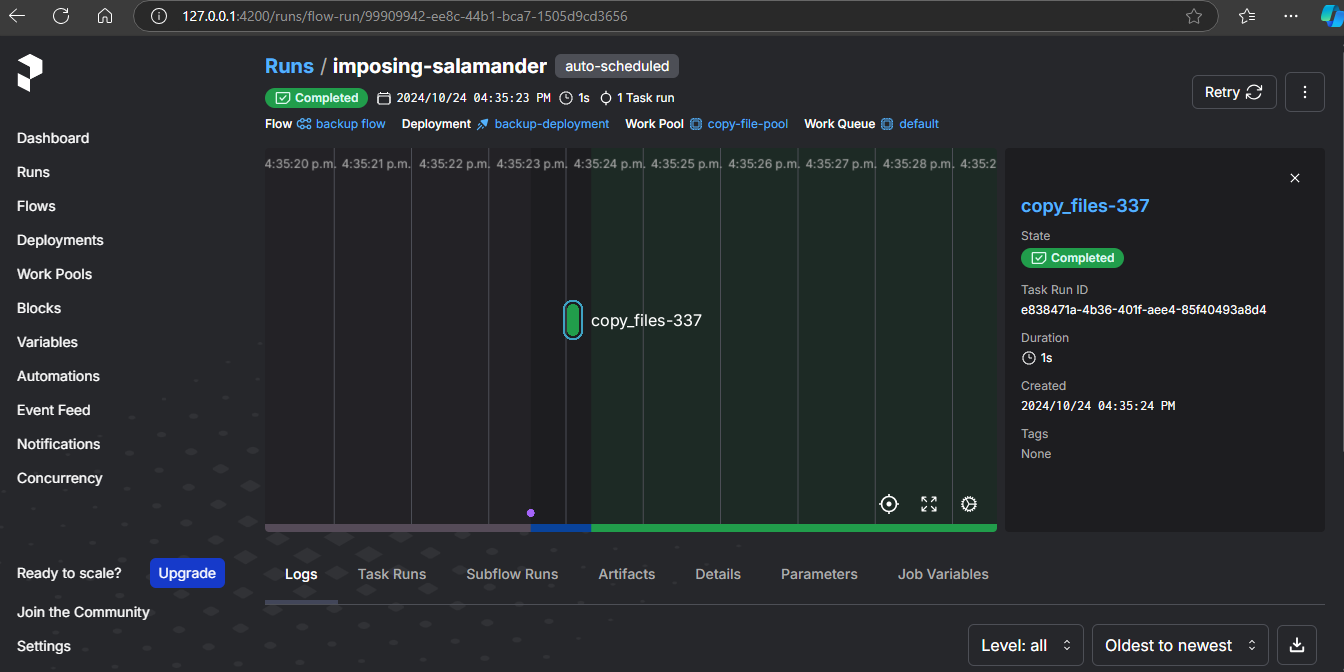 127.0.0.1:4200/runs/flow-run/99909942-ee8c-44b1-bca7-1505d9cd3656
Runs / imposing-salamander auto-scheduled
Completed 2024/10/24 04:35:23 PM 1s 1 Task run
Retry
Flow backup flow Deployment backup-deployment Work Pool copy-file-pool Work Queue default
Dashboard
Runs
Flows
Deployments
Work Pools
Blocks
Variables
Automations
Event Feed
Notifications
Concurrency
Ready to scale? Upgrade
Join the Community
Settings
4:35:20 p.m. 4:35:21 p.m. 4:35:22 p.m. 4:35:23 p.m. 4:35:24 p.m. 4:35:25 p.m. 4:35:26 p.m. 4:35:27 p.m. 4:35:28 p.m. 4:35:2
copy_files-337
copy_files-337
State
Completed
Task Run ID
e838471a-4b36-401f-aee4-85f40493a8d4
Duration
1s
Created
2024/10/24 04:35:24 PM
Tags
None
Logs Task Runs Subflow Runs Artifacts Details Parameters Job Variables
Level: all Oldest to newest